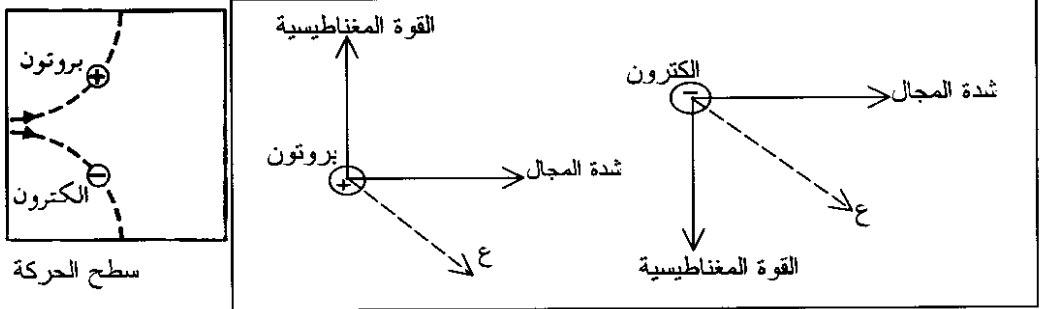 بروتون
+
−
الكترون
سطح الحركة
القوة المغناطيسية
بروتون
+
شدة المجال
ع
الكترون
−
شدة المجال
ع
القوة المغناطيسية